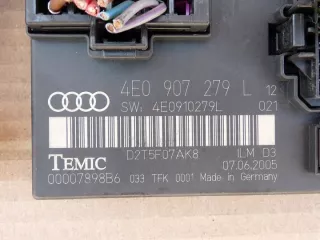 4E0 907 279 L 12
SW: 4E0910279L 021
D2T5F07AK8 ILM D3
TEMIC 07.06.2005
00007898B6 033 TFK 0001 Made in Germany